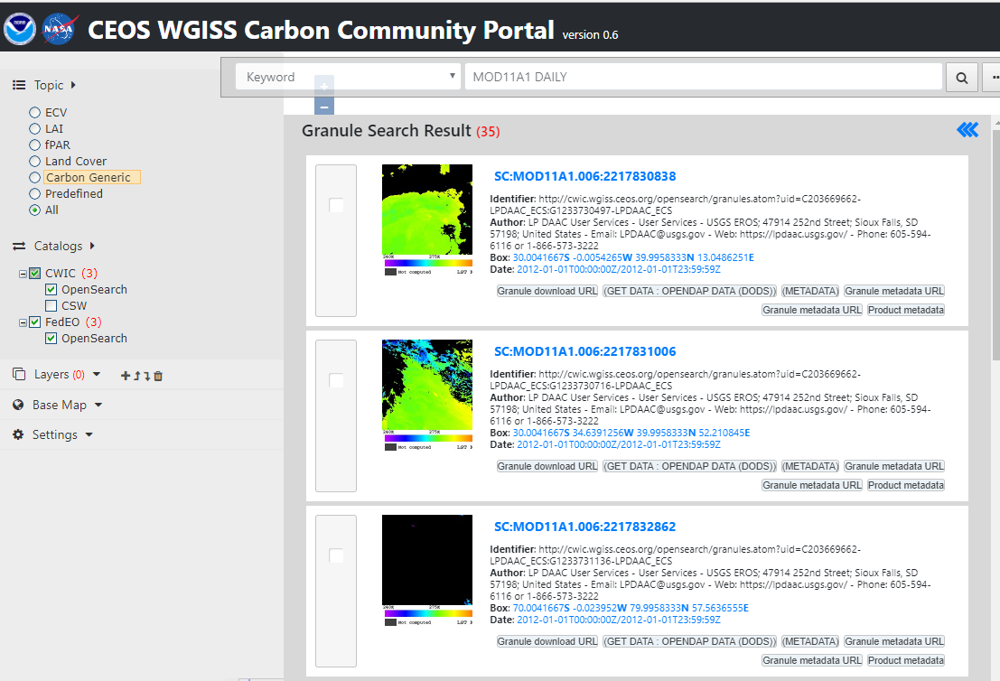 NASA
CEOS WGISS Carbon Community Portal version 0.6
Keyword
MOD11A1 DAILY
Topic
ECV
LAI
fPAR
Land Cover
Carbon Generic
Predefined
All
Catalogs
CWIC (3)
OpenSearch
CSW
FedEO (3)
OpenSearch
Layers (0)
Base Map
Settings
Granule Search Result (35)
SC:MOD11A1.006:2217830838
Identifier: http://cwic.wgiss.ceos.org/opensearch/granules.atom?uid=C203669662-
LPDAAC_ECS:G1233730497-LPDAAC_ECS
Author: LP DAAC User Services - User Services - USGS EROS; 47914 252nd Street; Sioux Falls, SD
57198; United States - Email: LPDAAC@usgs.gov - Web: https://lpdaac.usgs.gov/ - Phone: 605-594-
6116 or 1-866-573-3222
Box: 30.0041667S -0.0054265W 39.9958333N 13.0486251E
Date: 2012-01-01T00:00:00Z/2012-01-01T23:59:59Z
240K 275K
Not computed LST
Granule download URL (GET DATA : OPENDAP DATA (DODS)) (METADATA) Granule metadata URL
Granule metadata URL Product metadata
SC:MOD11A1.006:2217831006
Identifier: http://cwic.wgiss.ceos.org/opensearch/granules.atom?uid=C203669662-
LPDAAC_ECS:G1233730716-LPDAAC_ECS
Author: LP DAAC User Services - User Services - USGS EROS; 47914 252nd Street; Sioux Falls, SD
57198; United States - Email: LPDAAC@usgs.gov - Web: https://lpdaac.usgs.gov/ - Phone: 605-594-
6116 or 1-866-573-3222
Box: 30.0041667S 34.6391256W 39.9958333N 52.210845E
Date: 2012-01-01T00:00:00Z/2012-01-01T23:59:59Z
240K 275K
Not computed LST
Granule download URL (GET DATA : OPENDAP DATA (DODS)) (METADATA) Granule metadata URL
Granule metadata URL Product metadata
SC:MOD11A1.006:2217832862
Identifier: http://cwic.wgiss.ceos.org/opensearch/granules.atom?uid=C203669662-
LPDAAC_ECS:G1233731136-LPDAAC_ECS
Author: LP DAAC User Services - User Services - USGS EROS; 47914 252nd Street; Sioux Falls, SD
57198; United States - Email: LPDAAC@usgs.gov - Web: https://lpdaac.usgs.gov/ - Phone: 605-594-
6116 or 1-866-573-3222
Box: 70.0041667S -0.023952W 79.9958333N 57.5636555E
Date: 2012-01-01T00:00:00Z/2012-01-01T23:59:59Z
240K 275K
Not computed LST
Granule download URL (GET DATA : OPENDAP DATA (DODS)) (METADATA) Granule metadata URL
Granule metadata URL Product metadata